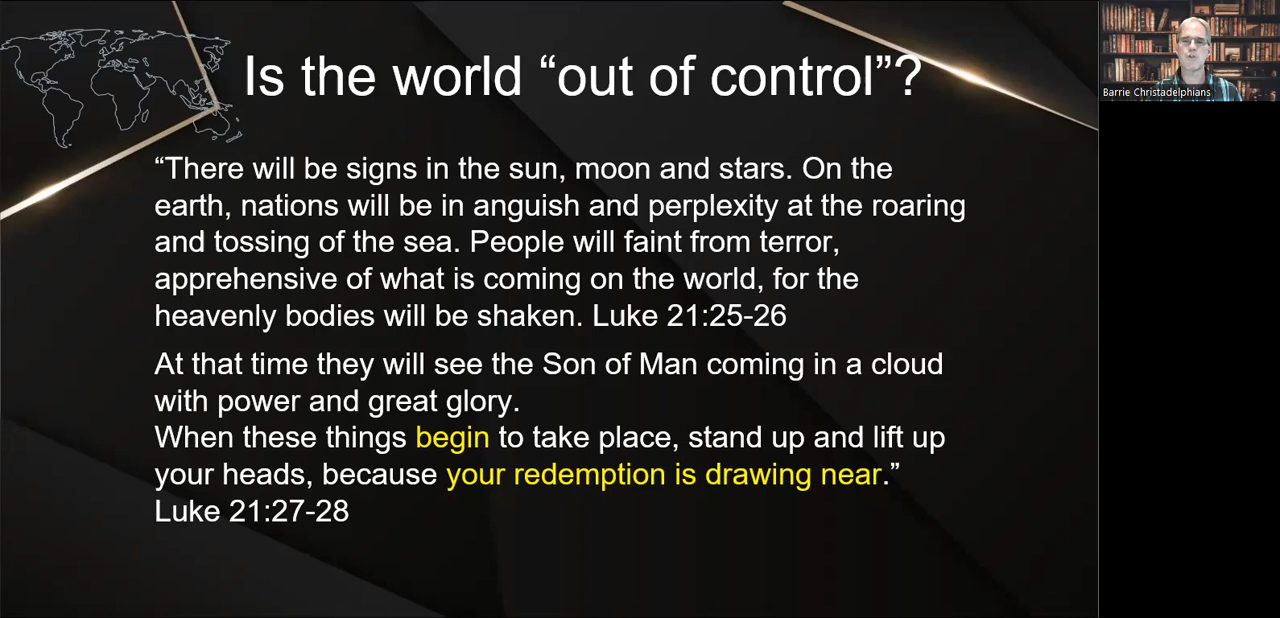 Is the world “out of control”?
Barrie Christadelphians
“There will be signs in the sun, moon and stars. On the
earth, nations will be in anguish and perplexity at the roaring
and tossing of the sea. People will faint from terror,
apprehensive of what is coming on the world, for the
heavenly bodies will be shaken. Luke 21:25-26
At that time they will see the Son of Man coming in a cloud
with power and great glory.
When these things begin to take place, stand up and lift up
your heads, because your redemption is drawing near.”
Luke 21:27-28